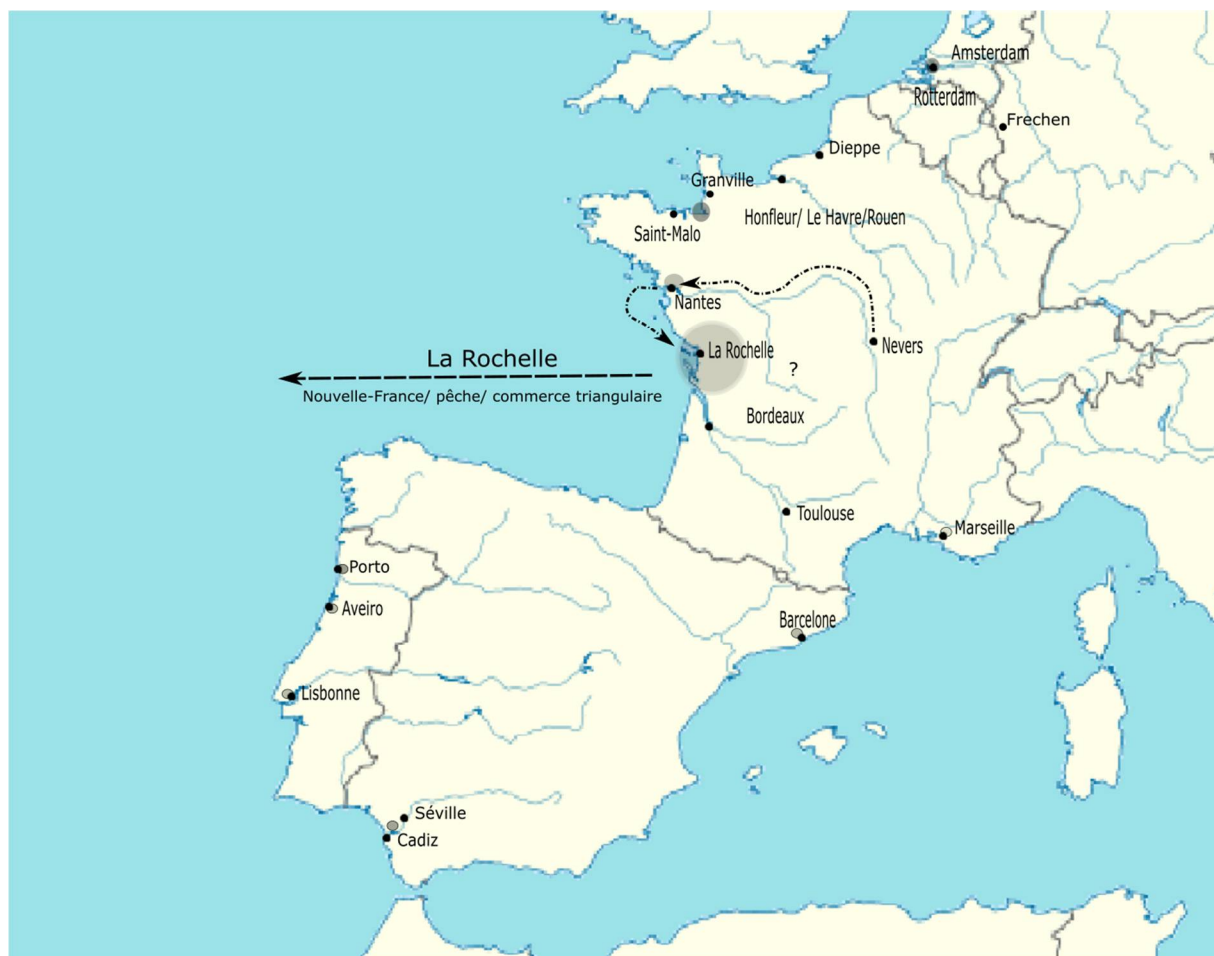 Amsterdam
Rotterdam
Frechen
Dieppe
Granville
Honfleur/ Le Havre/Rouen
Saint-Malo
Nantes
Nevers
La Rochelle
La Rochelle
?
Nouvelle-France/ pêche/ commerce triangulaire
Bordeaux
Toulouse
Marseille
Porto
Aveiro
Barcelone
Lisbonne
Séville
Cadiz